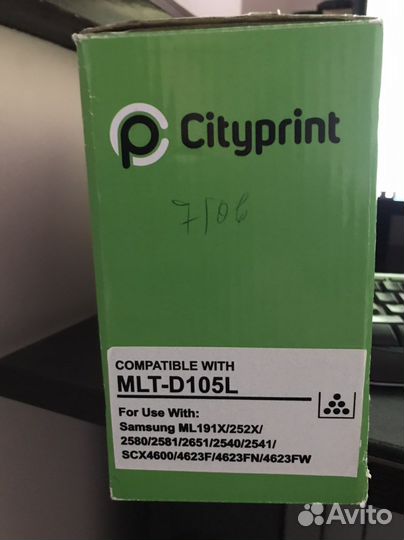 Cityprint
COMPATIBLE WITH
MLT-D105L
For Use With:
Samsung ML191X/252X/
2580/2581/2651/2540/2541/
SCX4600/4623F/4623FN/4623FW
Avito